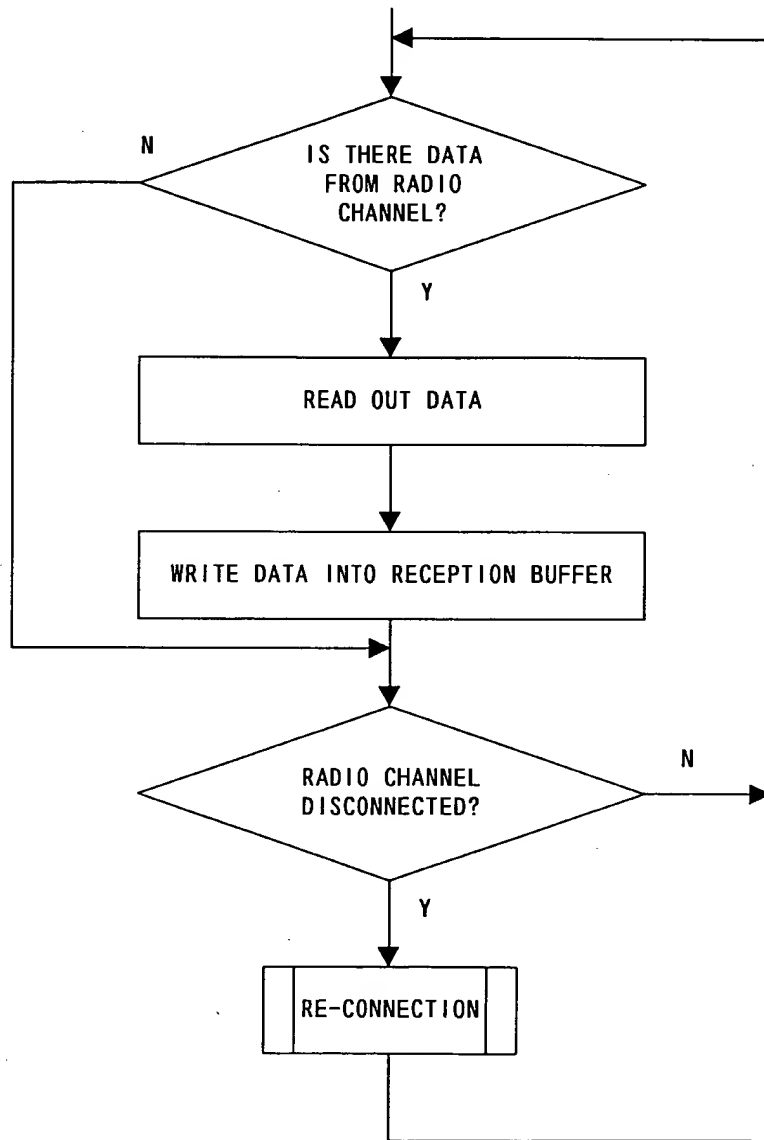 N
IS THERE DATA
FROM RADIO
CHANNEL?
Y
READ OUT DATA
WRITE DATA INTO RECEPTION BUFFER
RADIO CHANNEL
DISCONNECTED?
N
Y
RE-CONNECTION